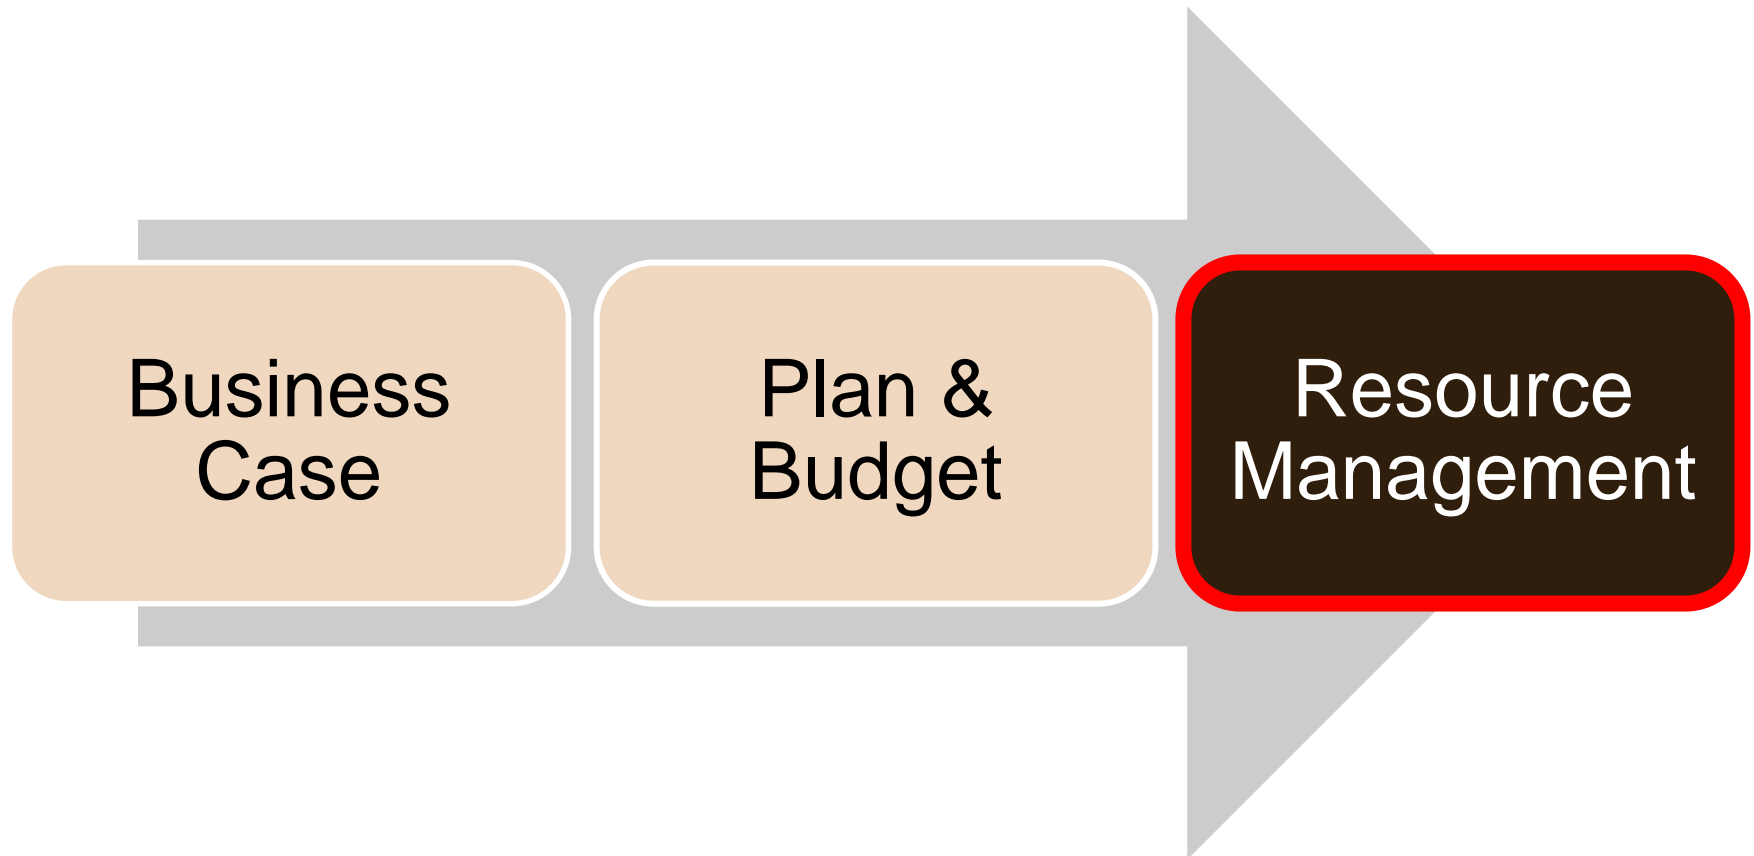 Business
Case
Plan &
Budget
Resource
Management